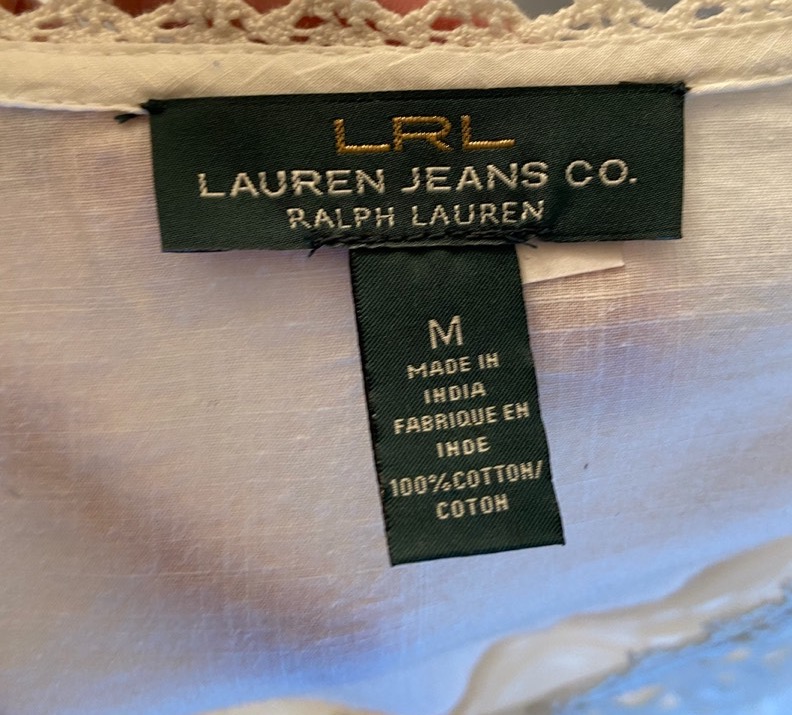 LRL
LAUREN JEANS CO.
RALPH LAUREN
M
MADE IN
INDIA
FABRIQUE EN
INDE
100% COTTON/
COTON